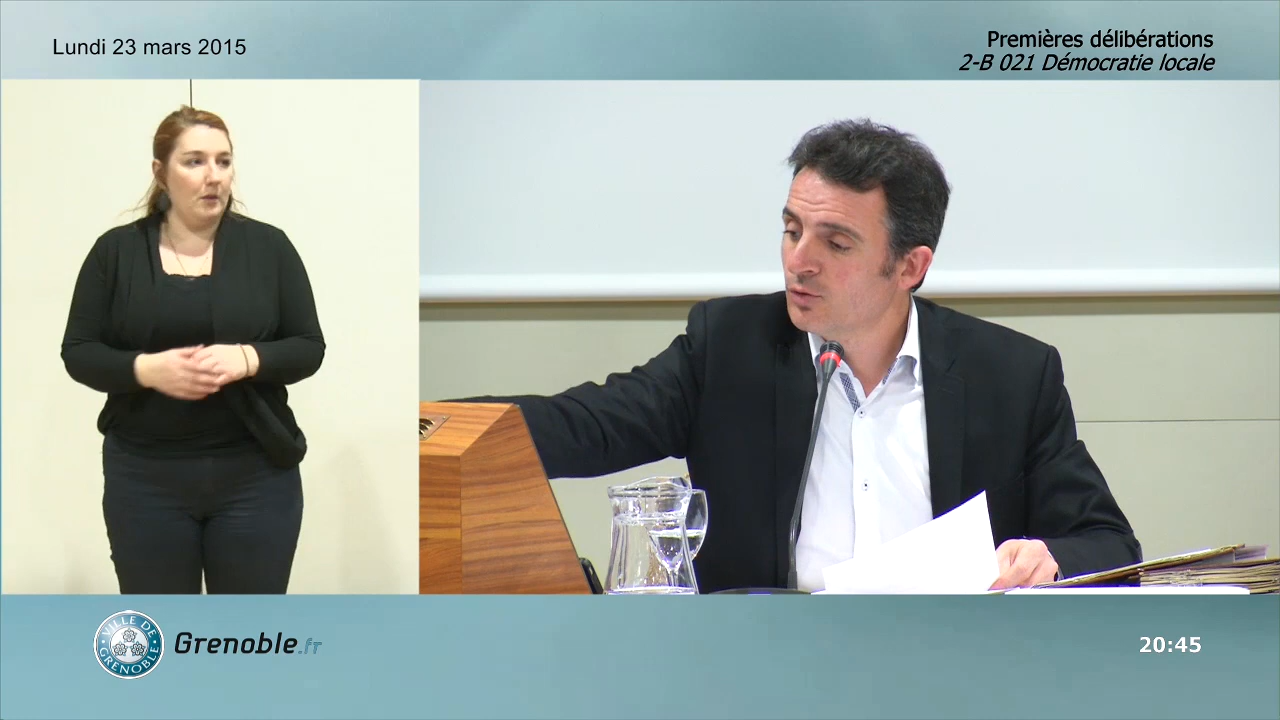 Lundi 23 mars 2015
Premières délibérations
2-B 021 Démocratie locale
VILLE DE GRENOBLE
Grenoble.fr
20:45